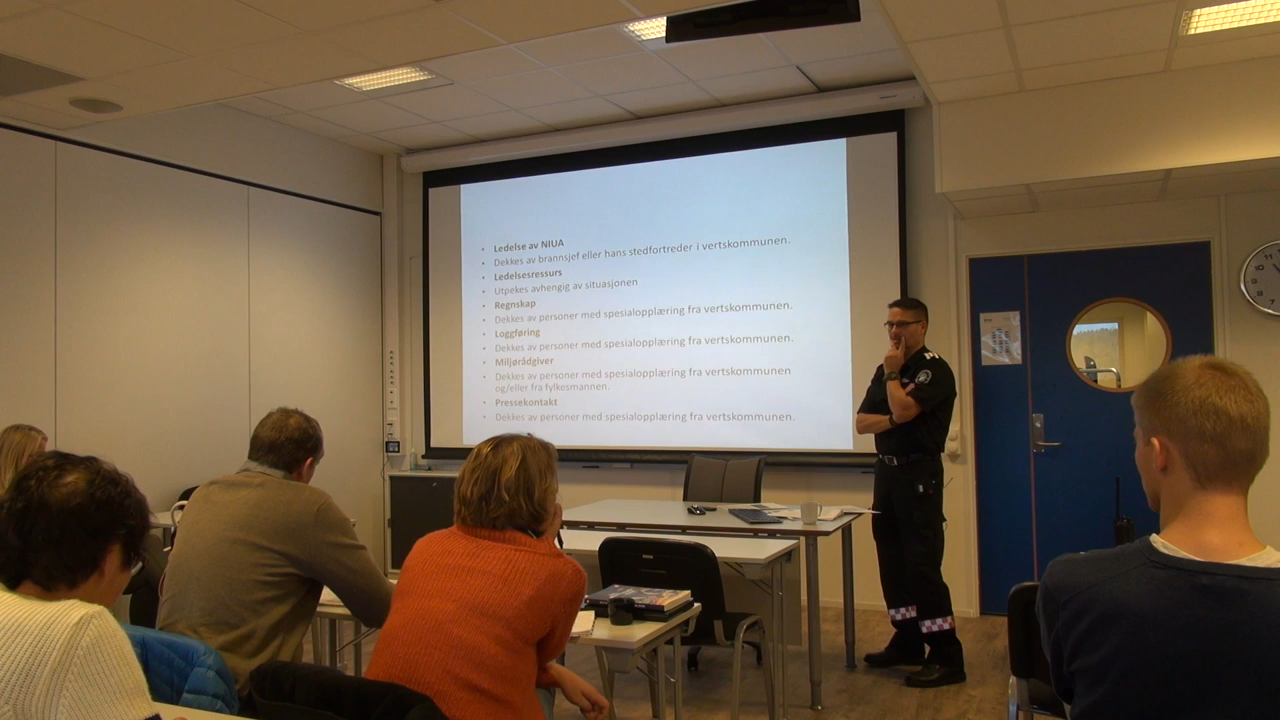 • Ledelse av NIUA
• Dekkes av brannsjef eller hans stedfortreder i vertskommunen.
• Ledelsesressurs
• Utpekes avhengig av situasjonen
• Regnskap
• Dekkes av personer med spesialopplæring fra vertskommunen.
• Loggføring
• Dekkes av personer med spesialopplæring fra vertskommunen.
• Miljørådgiver
• Dekkes av personer med spesialopplæring fra vertskommunen
og/eller fra fylkesmannen.
• Pressekontakt
• Dekkes av personer med spesialopplæring fra vertskommunen.